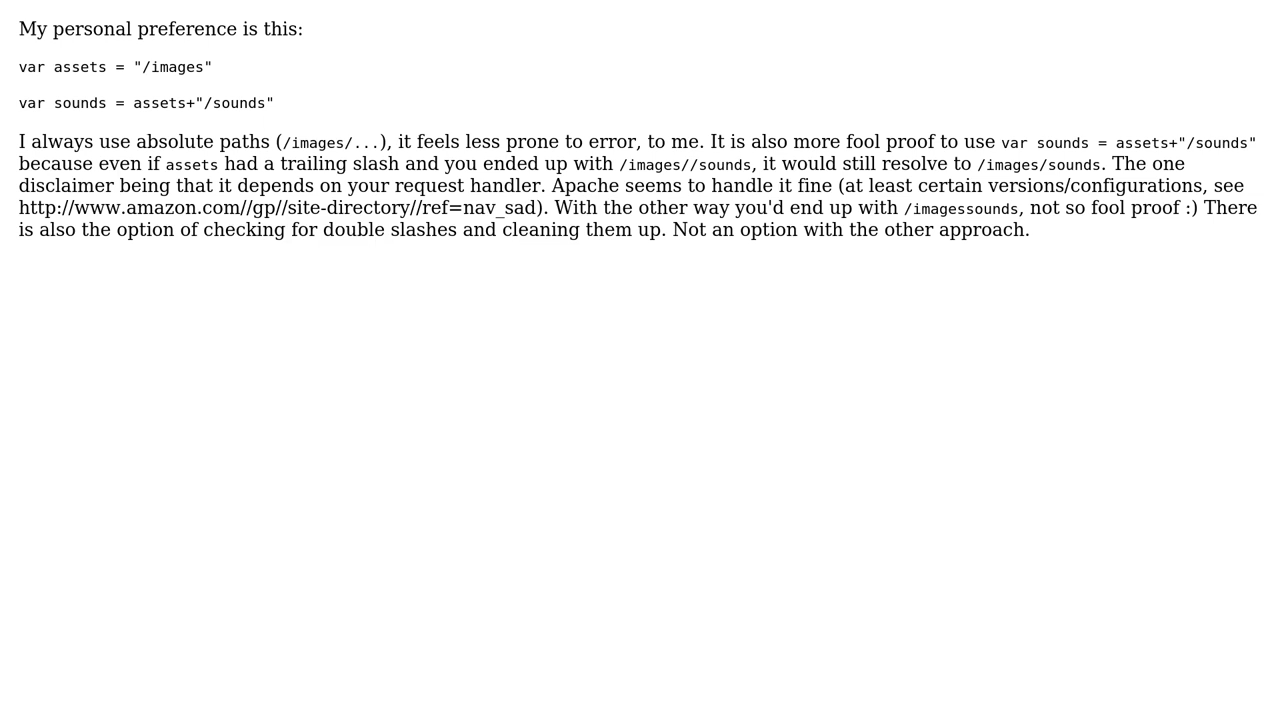 My personal preference is this:
var assets = "/images"
var sounds = assets+"/sounds"
I always use absolute paths (/images/...), it feels less prone to error, to me. It is also more fool proof to use var sounds = assets+"/sounds"
because even if assets had a trailing slash and you ended up with /images//sounds, it would still resolve to /images/sounds. The one
disclaimer being that it depends on your request handler. Apache seems to handle it fine (at least certain versions/configurations, see
http://www.amazon.com//gp//site-directory//ref=nav_sad). With the other way you'd end up with /imagessounds, not so fool proof :) There
is also the option of checking for double slashes and cleaning them up. Not an option with the other approach.